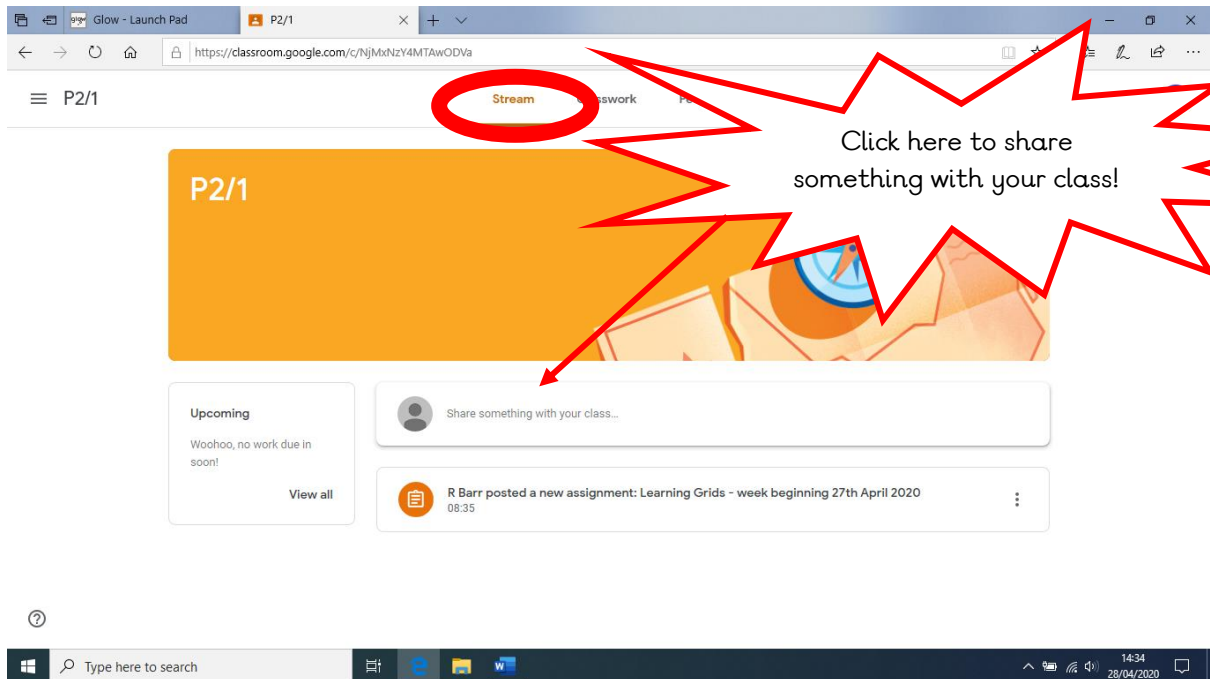 Glow - Launch Pad
P2/1
https://classroom.google.com/c/NjMxNzY4MTAwODVa
P2/1
Stream
Click here to share
something with your class!
P2/1
Upcoming
Woohoo, no work due in
soon!
View all
Share something with your class...
R Barr posted a new assignment: Learning Grids - week beginning 27th April 2020
08:35
Type here to search
14:34
28/04/2020